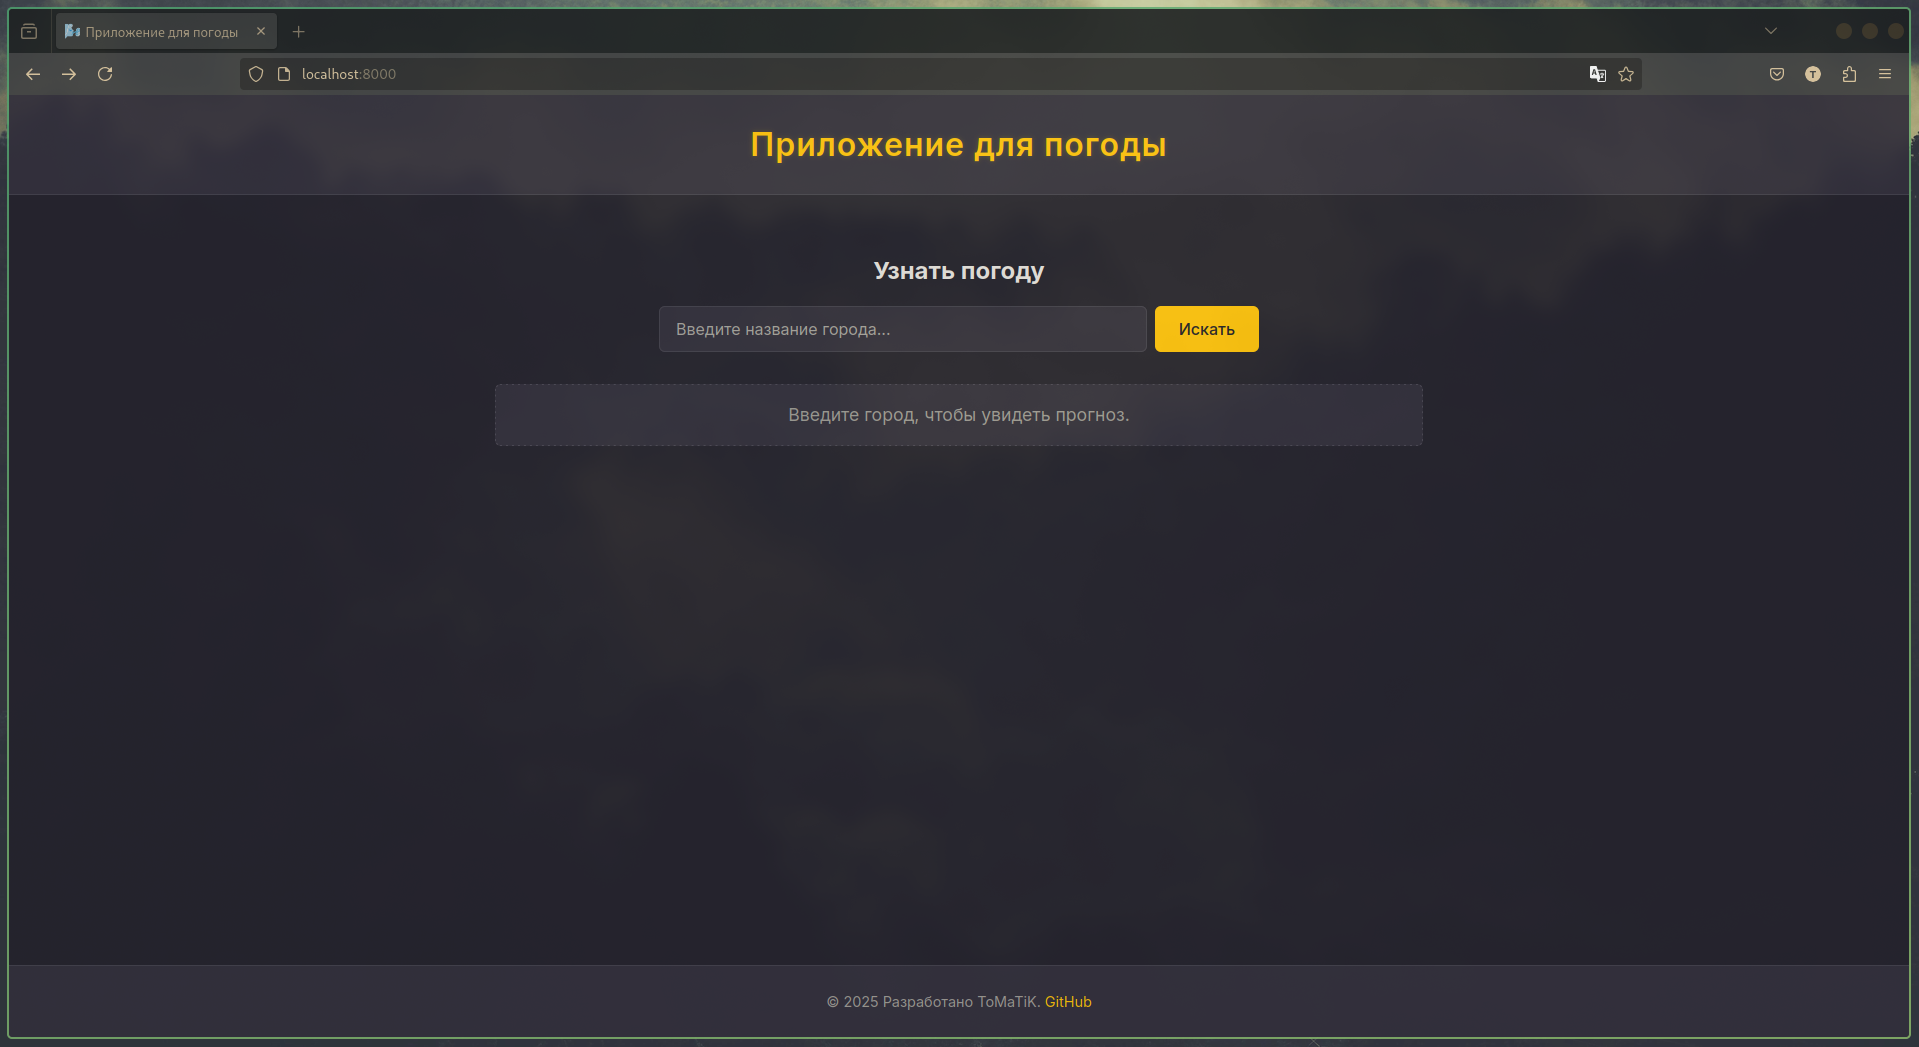 Приложение для погоды
localhost:8000
T
Приложение для погоды
Узнать погоду
Введите название города...
Искать
Введите город, чтобы увидеть прогноз.
© 2025 Разработано ToMaTiK. GitHub